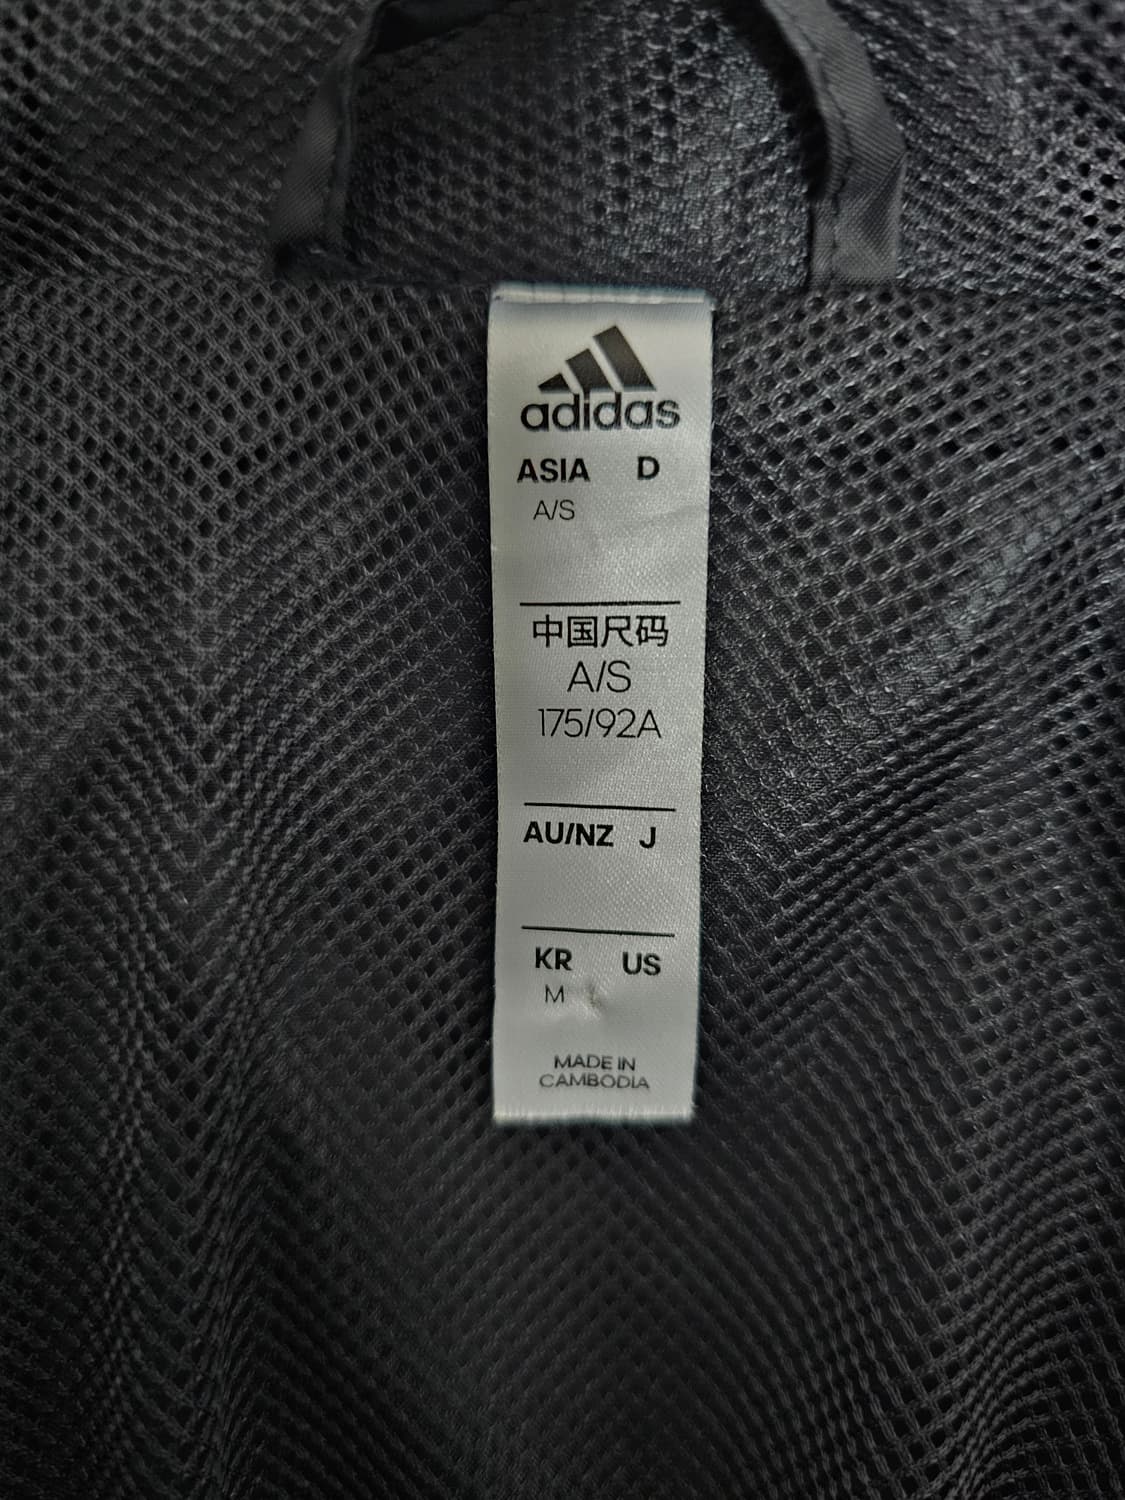 adidas
ASIA D
A/S
中国尺码
A/S
175/92A
AU/NZ J
KR US
M
MADE IN
CAMBODIA